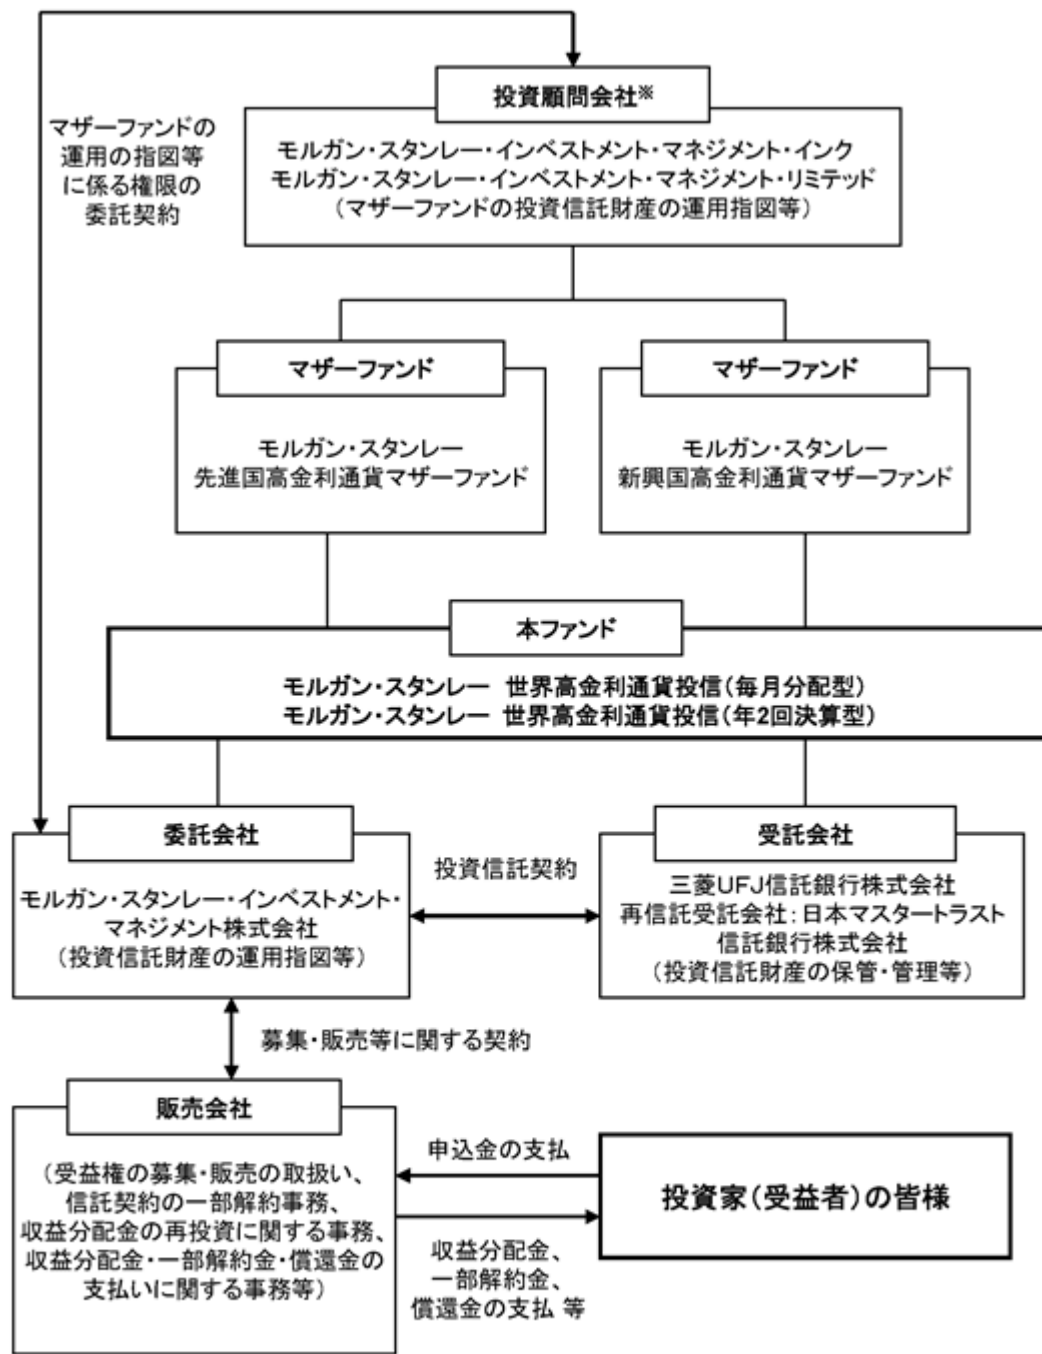 投資顧問会社※
マザーファンドの
運用の指図等
に係る権限の
委託契約
モルガン・スタンレー・インベストメント・マネジメント・インク
モルガン・スタンレー・インベストメント・マネジメント・リミテッド
（マザーファンドの投資信託財産の運用指図等）
マザーファンド
モルガン・スタンレー
先進国高金利通貨マザーファンド
マザーファンド
モルガン・スタンレー
新興国高金利通貨マザーファンド
本ファンド
モルガン・スタンレー 世界高金利通貨投信（毎月分配型）
モルガン・スタンレー 世界高金利通貨投信（年2回決算型）
委託会社
モルガン・スタンレー・インベストメント・
マネジメント株式会社
（投資信託財産の運用指図等）
投資信託契約
受託会社
三菱UFJ信託銀行株式会社
再信託受託会社：日本マスタートラスト
信託銀行株式会社
（投資信託財産の保管・管理等）
募集・販売等に関する契約
販売会社
（受益権の募集・販売の取扱い、
信託契約の一部解約事務、
収益分配金の再投資に関する事務、
収益分配金・一部解約金・償還金の
支払いに関する事務等）
申込金の支払
収益分配金、
一部解約金、
償還金の支払 等
投資家（受益者）の皆様